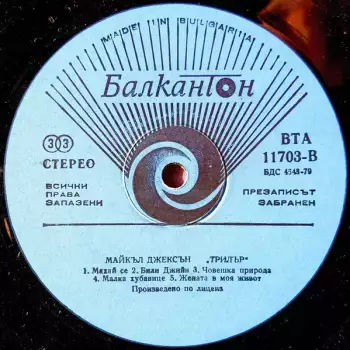 MADE IN BULGARIA
Балкантон
33
СТЕРЕО
ВТА
11703-В
БДС 4343-79
ВСИЧКИ
ПРАВА
ЗАПАЗЕНИ
ПРЕЗАПИСЪТ
ЗАБРАНЕН
МАЙКЪЛ ДЖЕКСЪН „ТРИЛЪР"
1. Махай се 2. Били Джийн 3. Човешка природа
4. Малка хубавице 5. Жената в моя живот
Произведено по лиценз